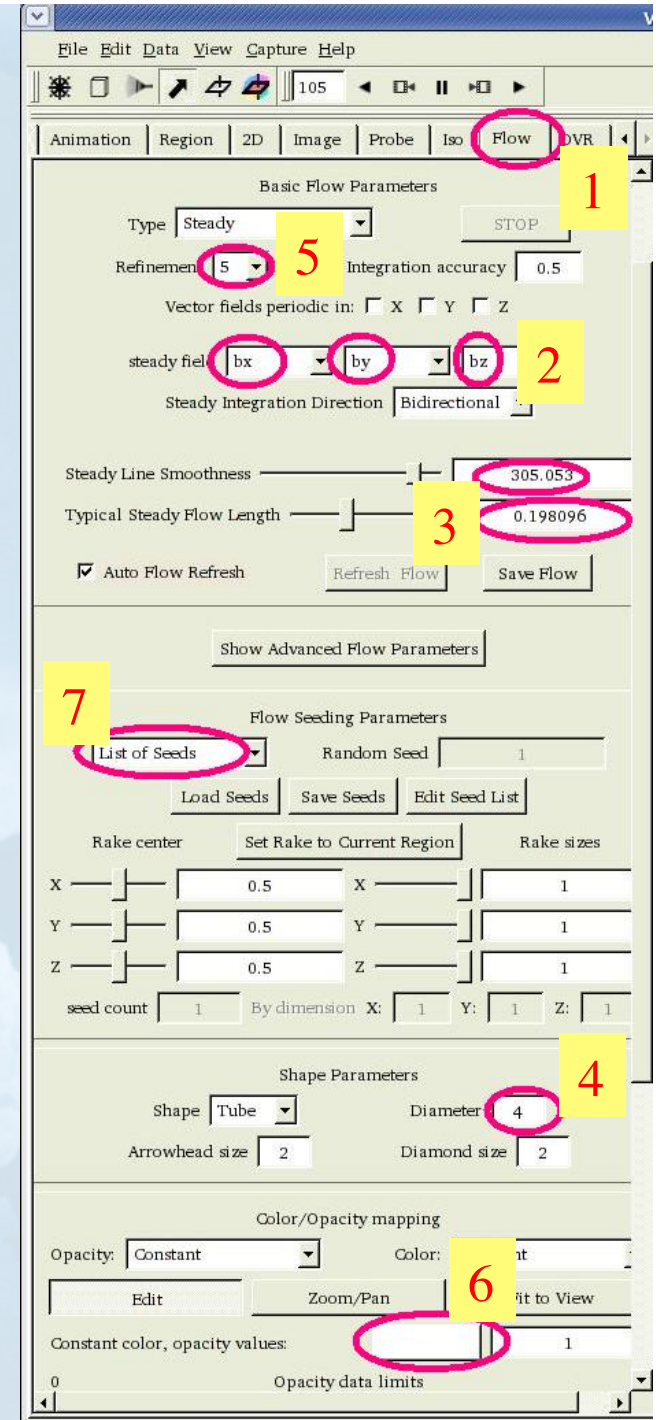 V
File Edit Data View Capture Help
105
Animation Region 2D Image Probe Iso Flow DVR
1
Basic Flow Parameters
Type Steady STOP
Refinement 5 5 Integration accuracy 0.5
Vector fields periodic in: X Y Z
steady field bx by bz 2
Steady Integration Direction Bidirectional
Steady Line Smoothness 305.053
Typical Steady Flow Length 3 0.198096
Auto Flow Refresh Refresh Flow Save Flow
Show Advanced Flow Parameters
7
Flow Seeding Parameters
List of Seeds Random Seed 1
Load Seeds Save Seeds Edit Seed List
Rake center Set Rake to Current Region Rake sizes
X 0.5 X 1
Y 0.5 Y 1
Z 0.5 Z 1
seed count 1 By dimension X: 1 Y: 1 Z: 1
Shape Parameters 4
Shape Tube Diameter 4
Arrowhead size 2 Diamond size 2
Color/Opacity mapping
Opacity: Constant Color: nt
Edit Zoom/Pan 6 it to View
Constant color, opacity values: 1
0 Opacity data limits